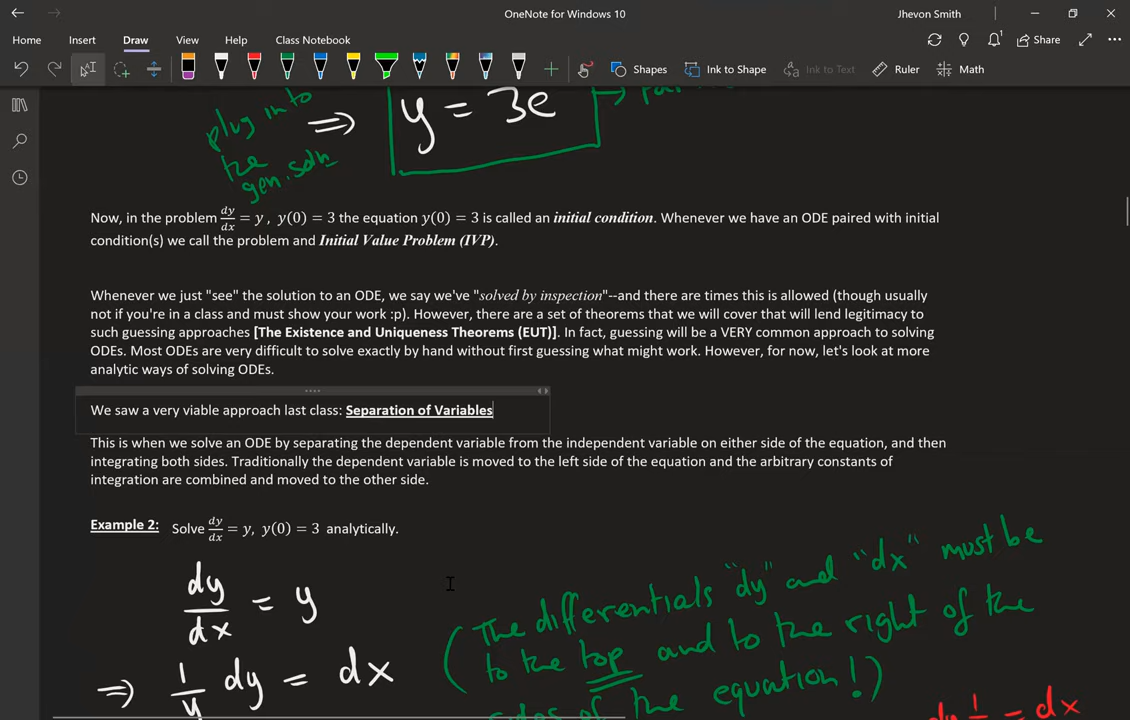 OneNote for Windows 10
Jhevon Smith
Home Insert Draw View Help Class Notebook
Share
Shapes Ink to Shape Ink to Text Ruler Math
plug into
the
gen. soln
⇒ y = 3e
→
Now, in the problem dy/dx = y , y(0) = 3 the equation y(0) = 3 is called an initial condition. Whenever we have an ODE paired with initial
condition(s) we call the problem and Initial Value Problem (IVP).
Whenever we just "see" the solution to an ODE, we say we've "solved by inspection"--and there are times this is allowed (though usually
not if you're in a class and must show your work :p). However, there are a set of theorems that we will cover that will lend legitimacy to
such guessing approaches [The Existence and Uniqueness Theorems (EUT)]. In fact, guessing will be a VERY common approach to solving
ODEs. Most ODEs are very difficult to solve exactly by hand without first guessing what might work. However, for now, let's look at more
analytic ways of solving ODEs.
We saw a very viable approach last class: Separation of Variables
This is when we solve an ODE by separating the dependent variable from the independent variable on either side of the equation, and then
integrating both sides. Traditionally the dependent variable is moved to the left side of the equation and the arbitrary constants of
integration are combined and moved to the other side.
Example 2: Solve dy/dx = y, y(0) = 3 analytically.
dy/dx = y
⇒ 1/y dy = dx
(The differentials "dy" and "dx" must be
to the top and to the right of the
sides of the equation!)
dy 1 = dx